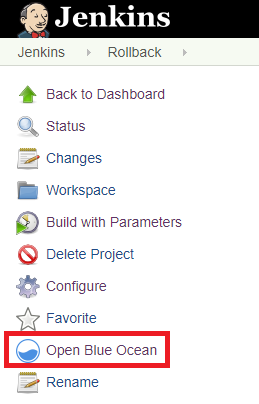 Jenkins
Jenkins Rollback
Back to Dashboard
Status
Changes
Workspace
Build with Parameters
Delete Project
Configure
Favorite
Open Blue Ocean
Rename